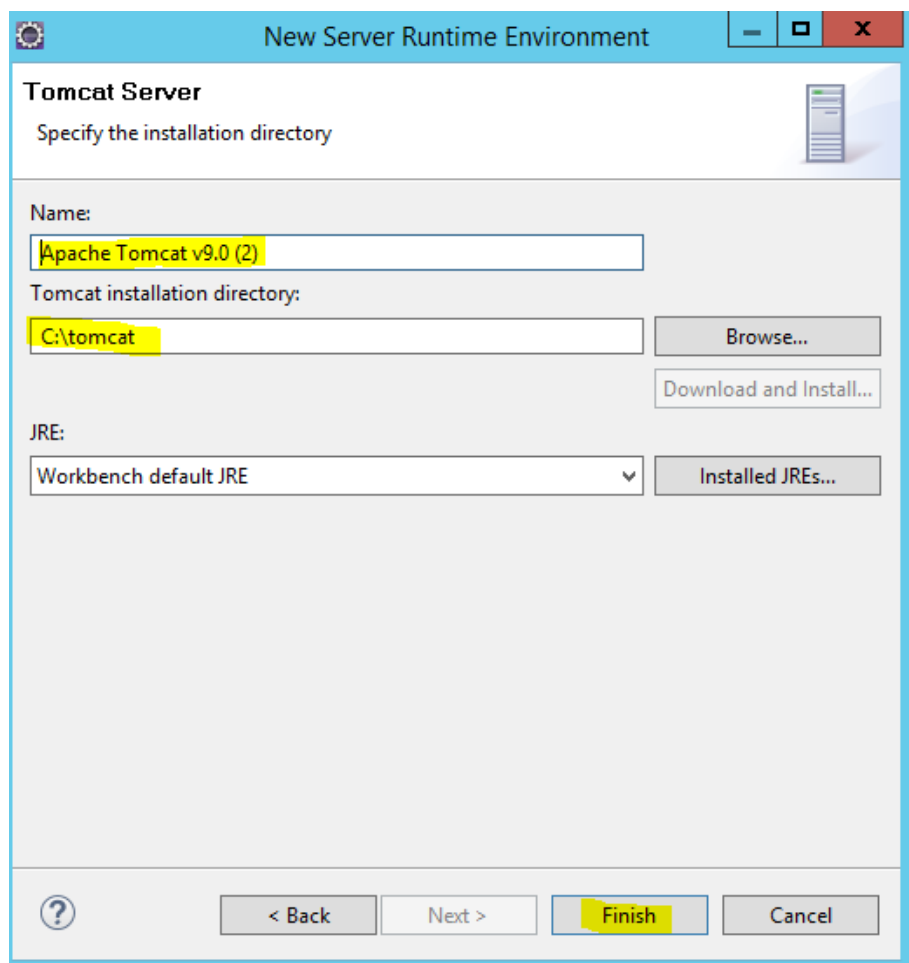 New Server Runtime Environment
Tomcat Server
Specify the installation directory
Name:
Apache Tomcat v9.0 (2)
Tomcat installation directory:
C:\tomcat
Browse...
Download and Install...
JRE:
Workbench default JRE
Installed JREs...
?
< Back
Next >
Finish
Cancel